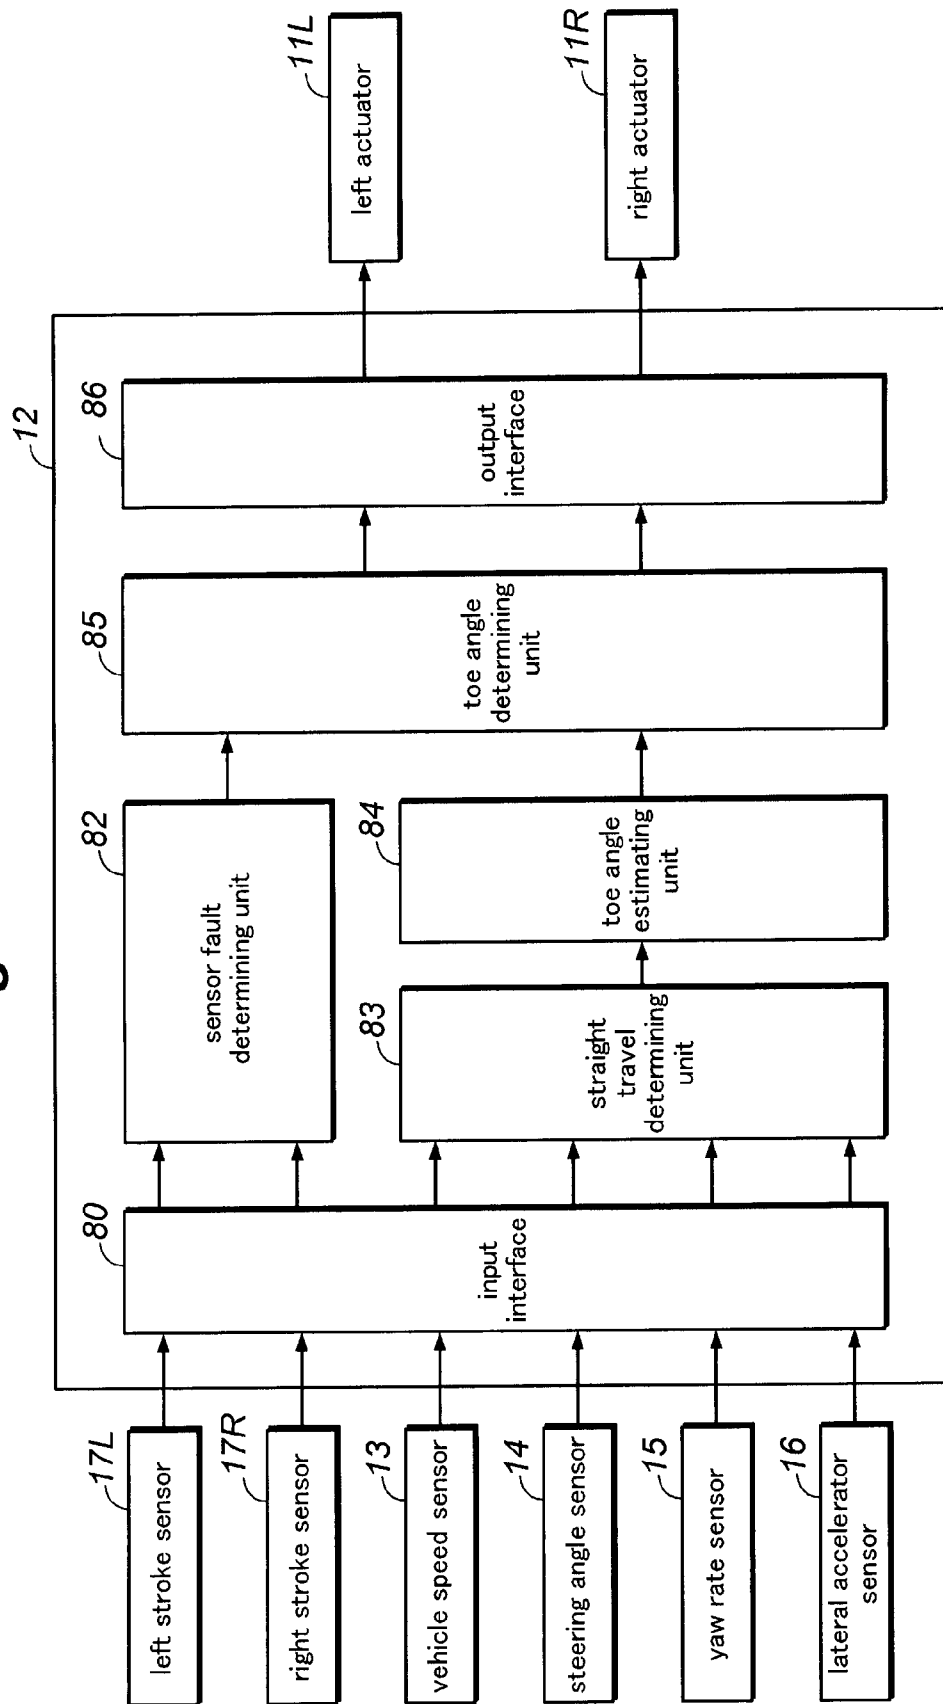 17L
left stroke sensor
17R
right stroke sensor
13
vehicle speed sensor
14
steering angle sensor
15
yaw rate sensor
16
lateral accelerator
sensor
12
80
input
interface
82
sensor fault
determining unit
83
straight
travel
determining
unit
84
toe angle
estimating
unit
85
toe angle
determining
unit
86
output
interface
11L
left actuator
11R
right actuator